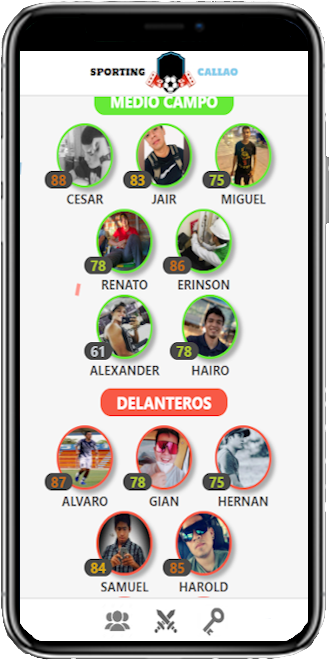 SPORTING CALLAO
MEDIO CAMPO
88 83 75
CESAR JAIR MIGUEL
78 86
RENATO ERINSON
61 78
ALEXANDER HAIRO
DELANTEROS
87 78 75
ALVARO GIAN HERNAN
84 85
SAMUEL HAROLD